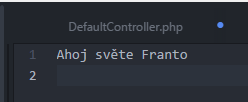 DefaultController.php
1 Ahoj světe Franto
2